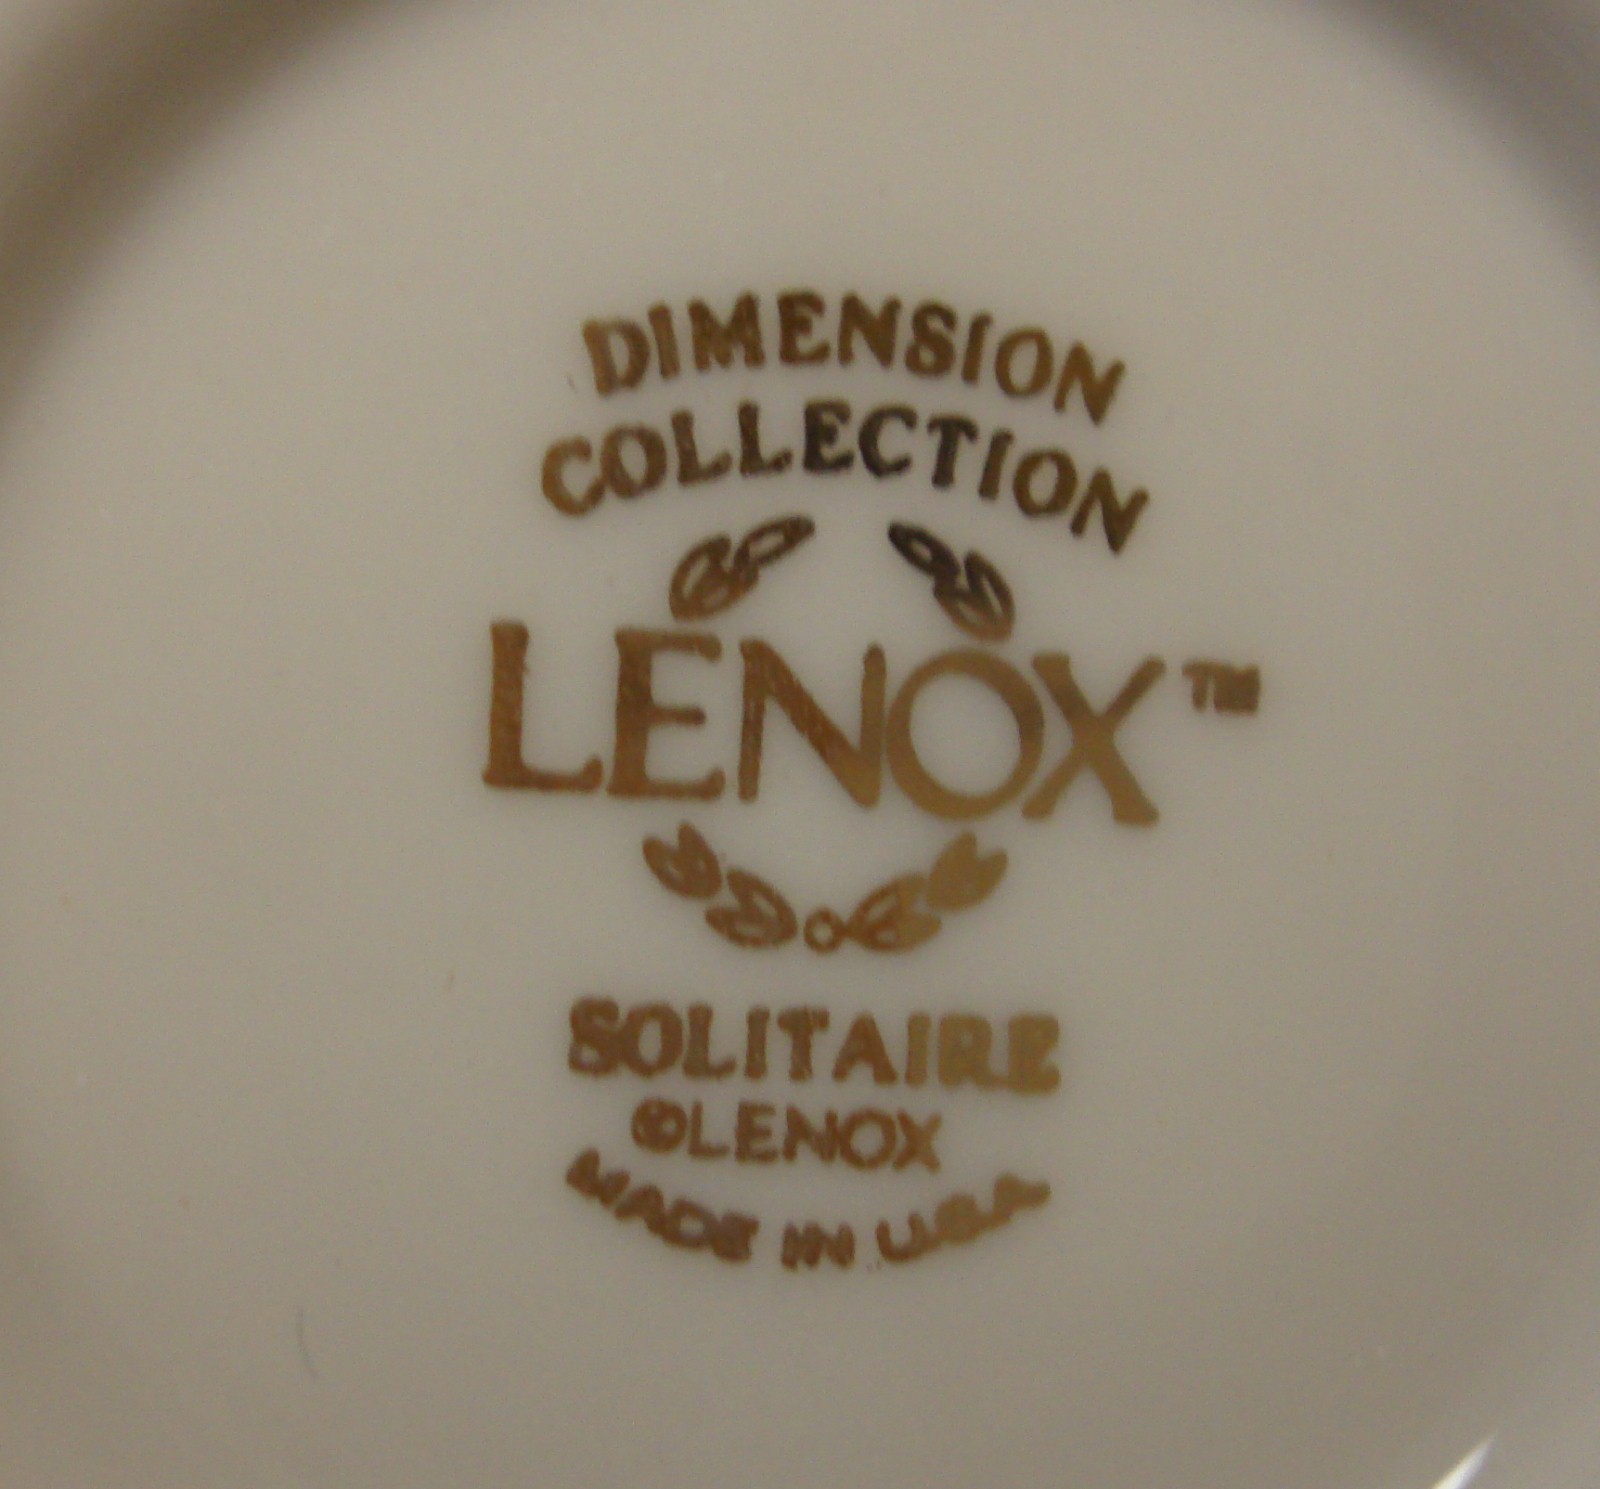 DIMENSION
COLLECTION
LENOX™
SOLITAIRE
©LENOX
MADE IN U.S.A.